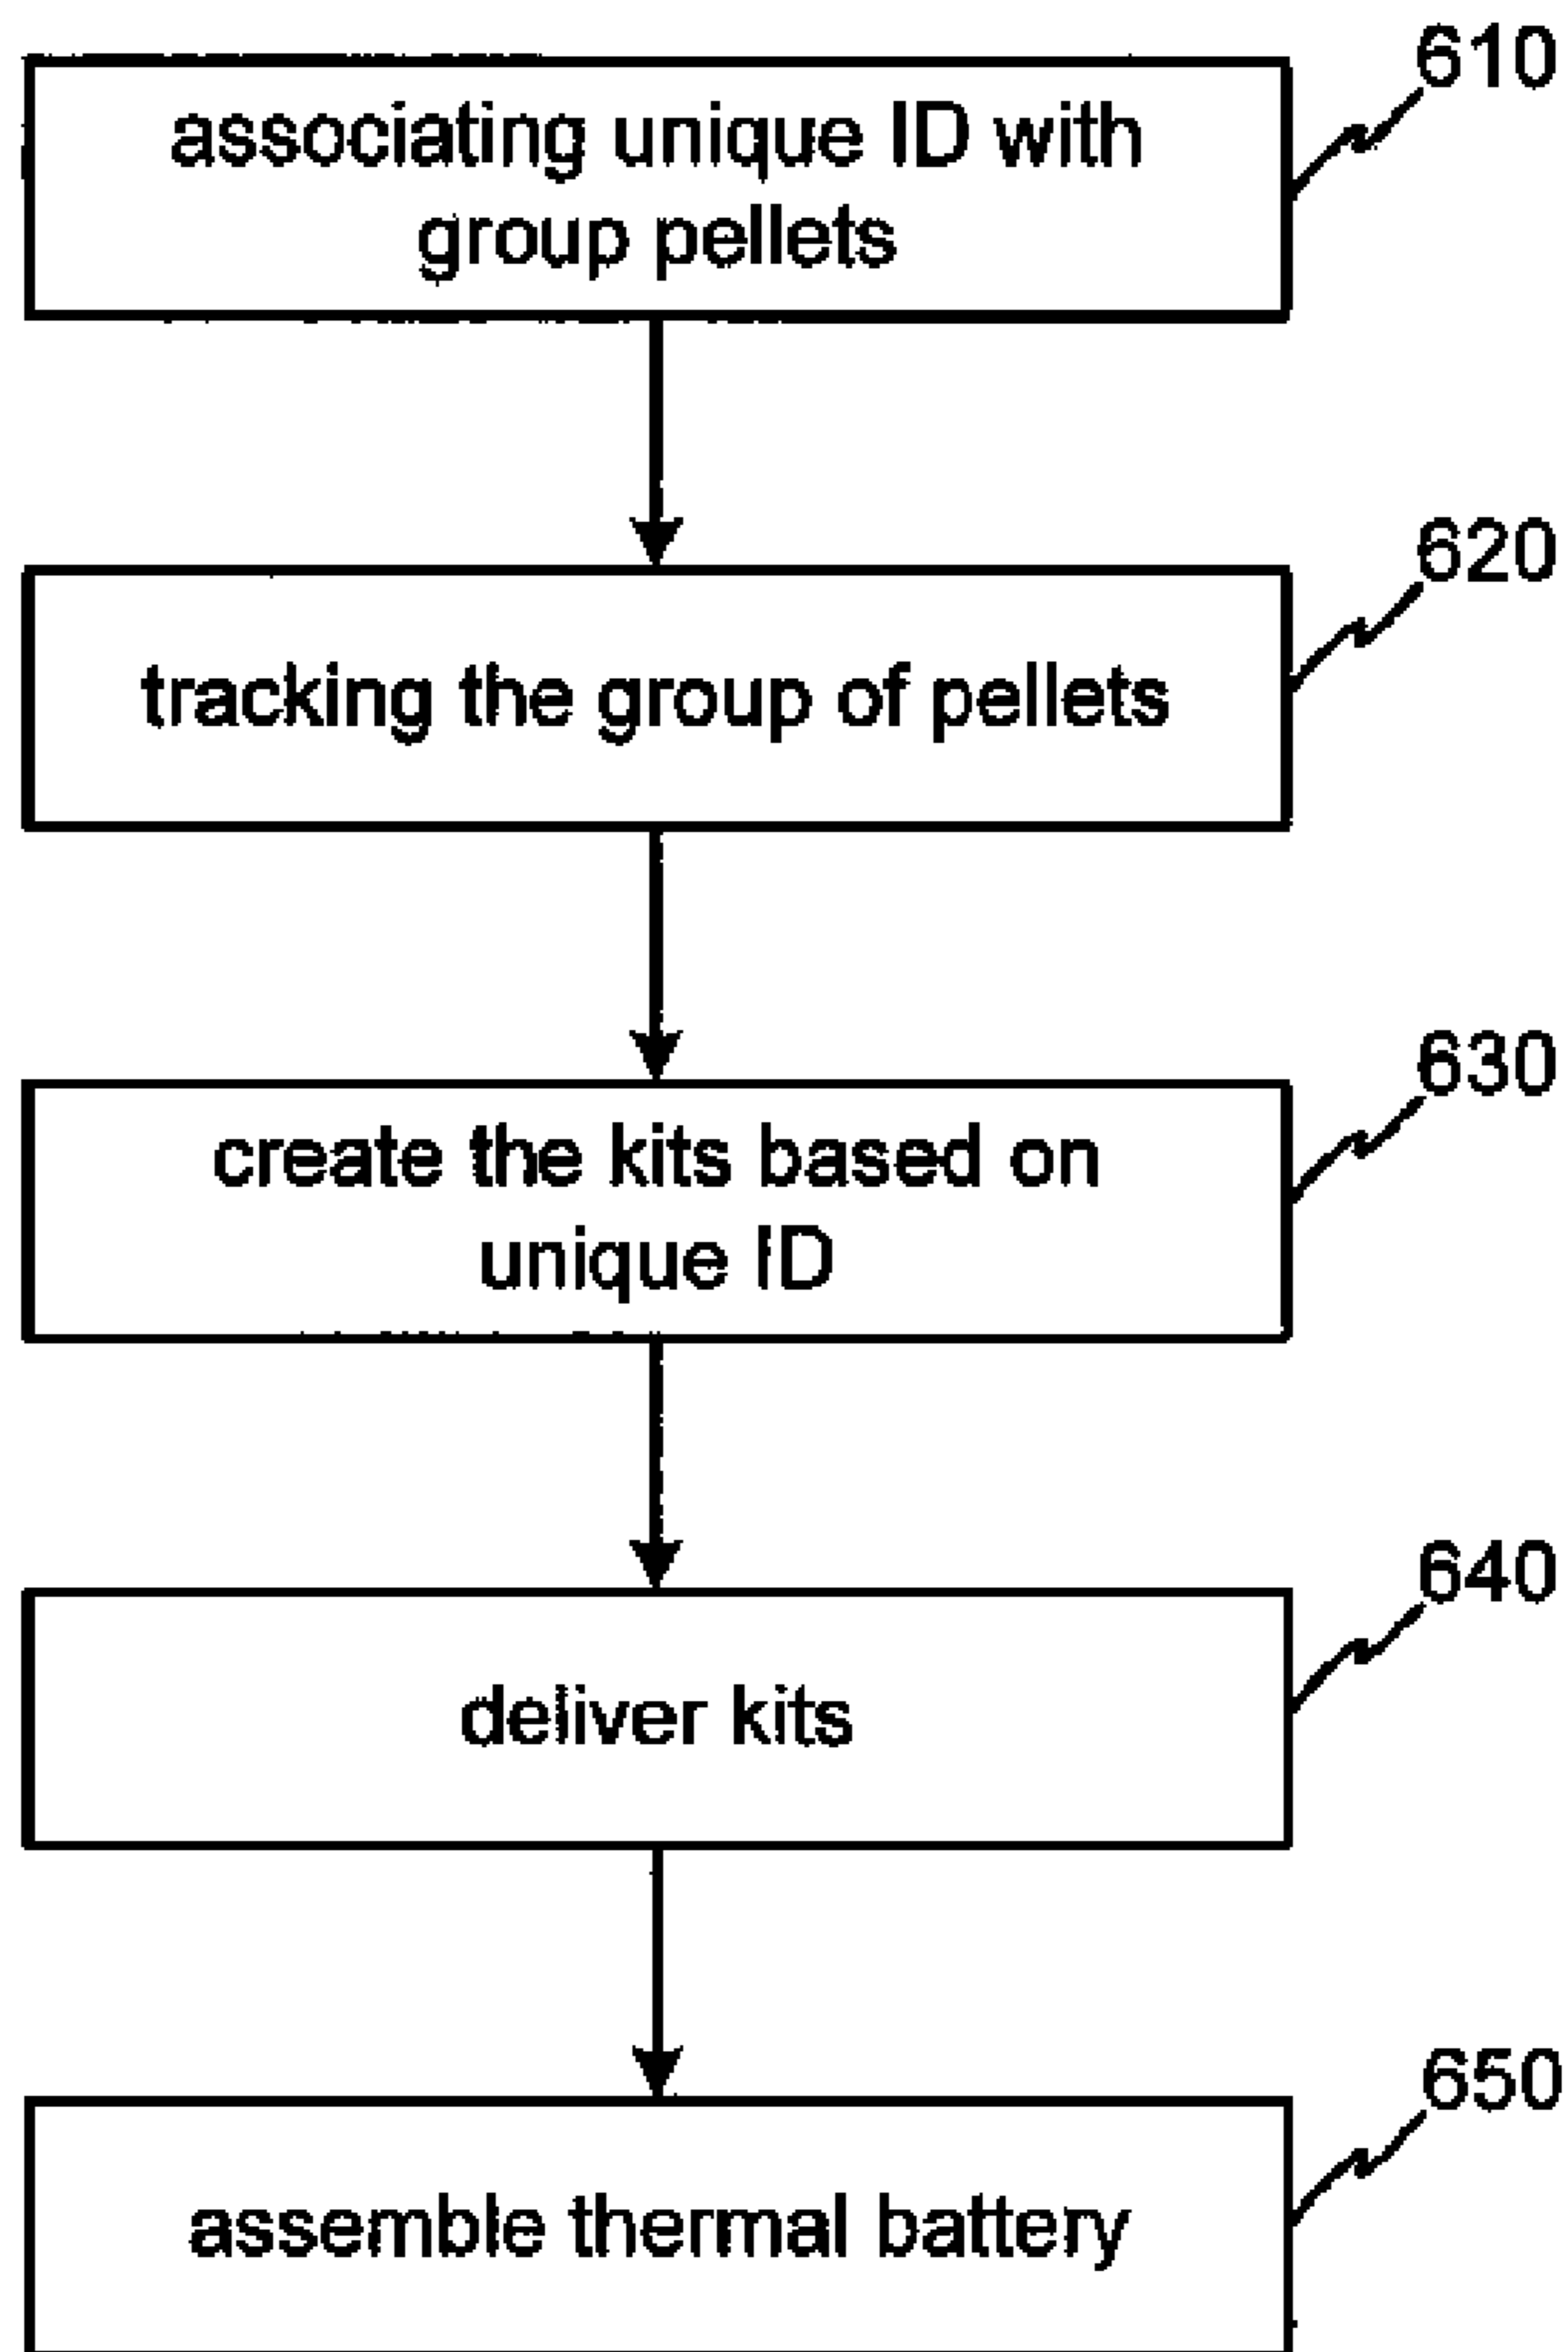 610
associating unique ID with
group pellets
620
tracking the group of pellets
630
create the kits based on
unique ID
640
deliver kits
650
assemble thermal battery